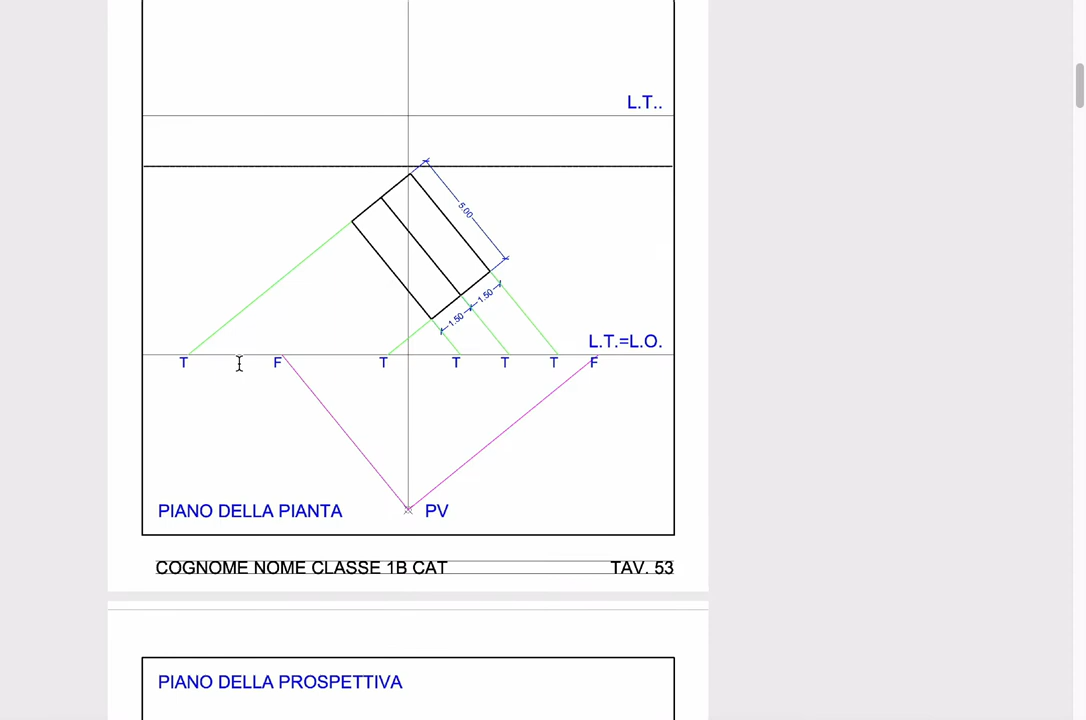 L.T..
5.00
1.50
1.50
L.T.=L.O.
T F T T T T F
PIANO DELLA PIANTA PV
COGNOME NOME CLASSE 1B CAT TAV. 53
PIANO DELLA PROSPETTIVA